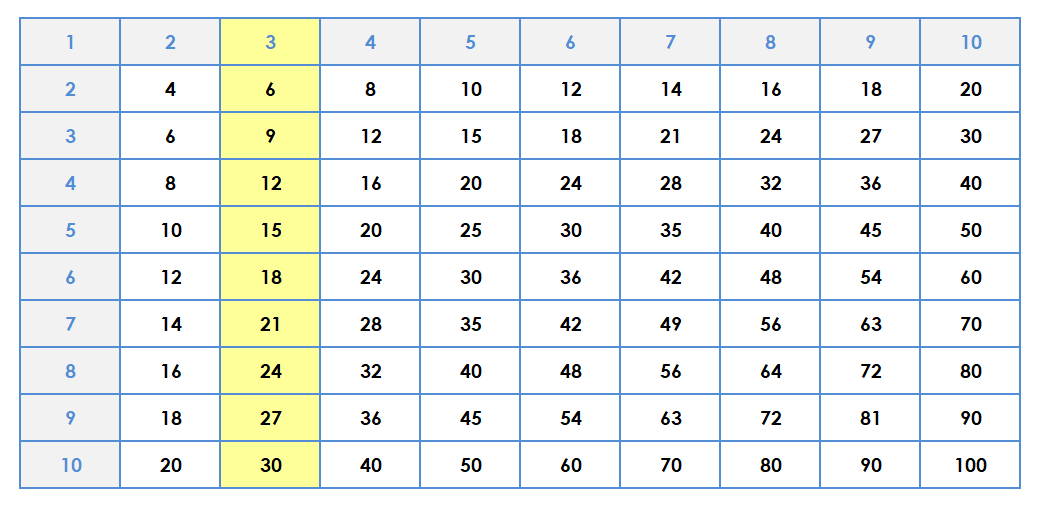 1 2 3 4 5 6 7 8 9 10
2 4 6 8 10 12 14 16 18 20
3 6 9 12 15 18 21 24 27 30
4 8 12 16 20 24 28 32 36 40
5 10 15 20 25 30 35 40 45 50
6 12 18 24 30 36 42 48 54 60
7 14 21 28 35 42 49 56 63 70
8 16 24 32 40 48 56 64 72 80
9 18 27 36 45 54 63 72 81 90
10 20 30 40 50 60 70 80 90 100